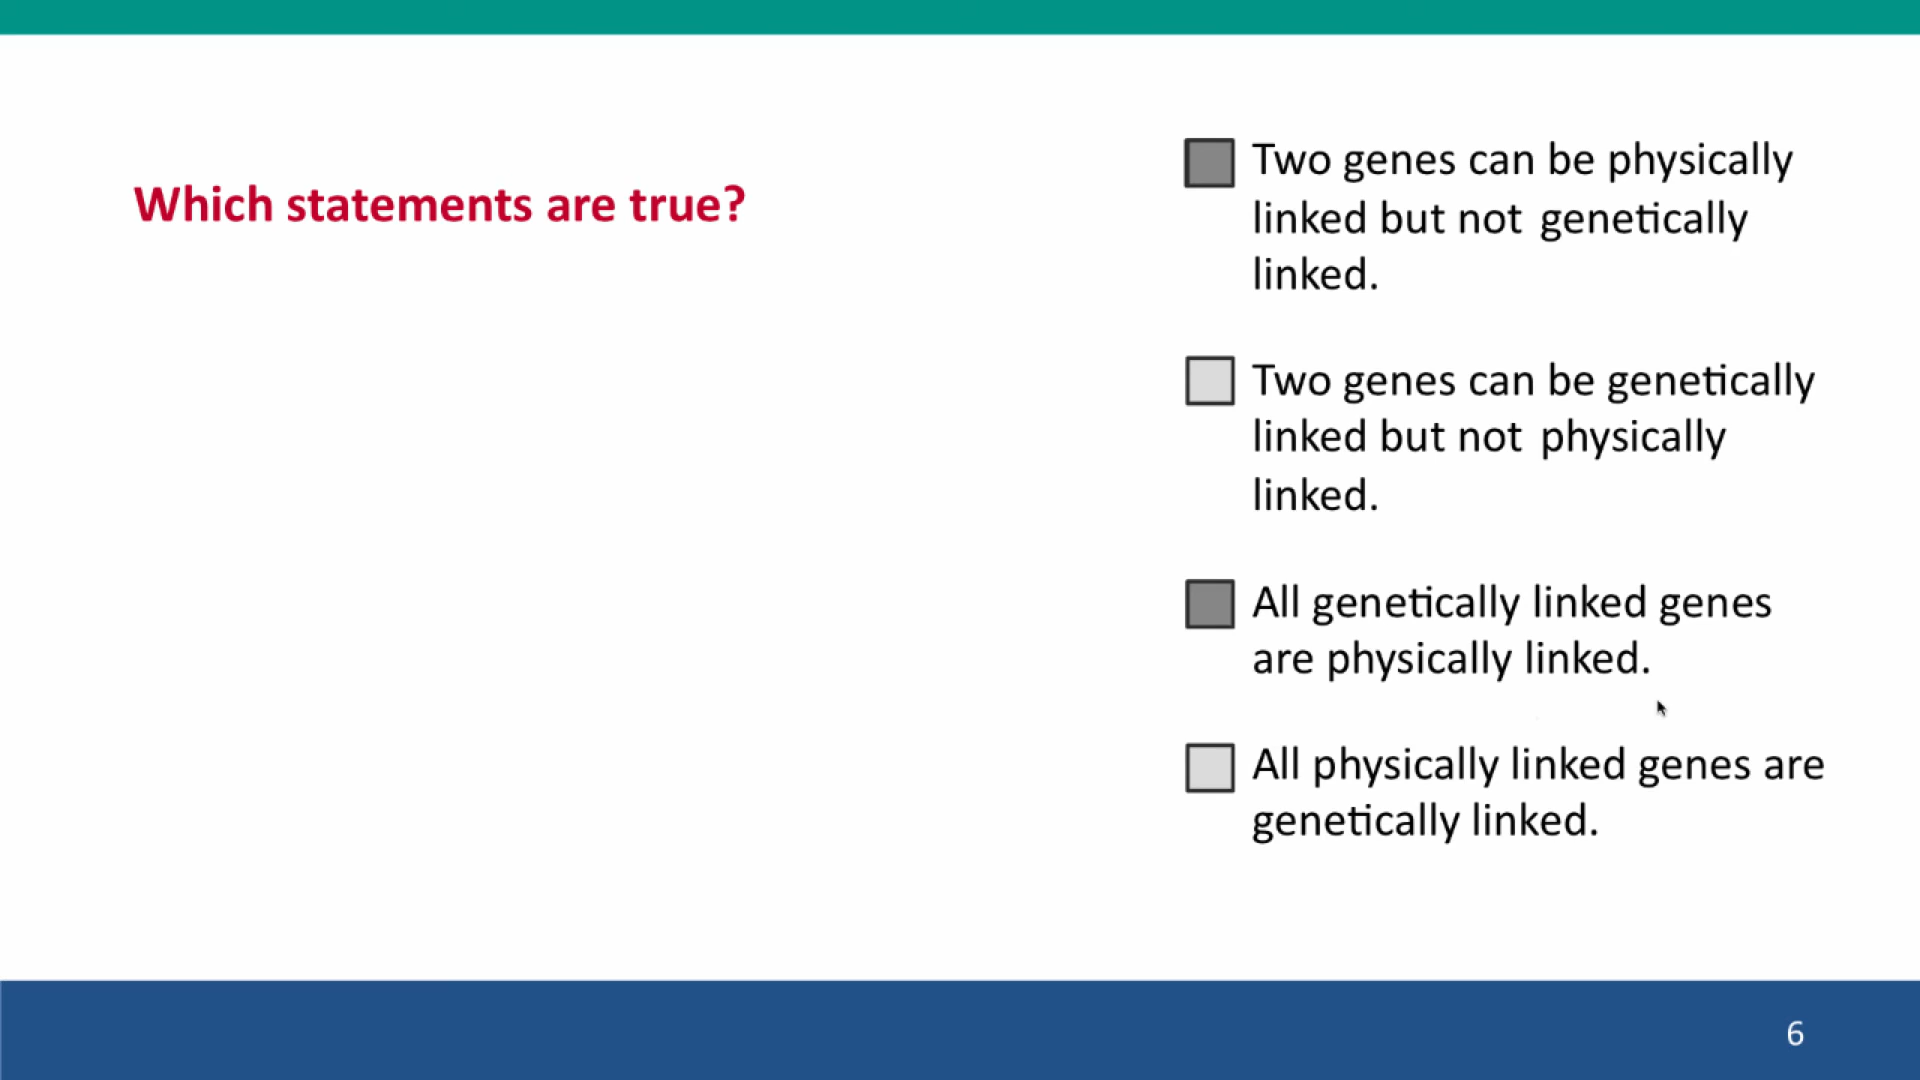 Which statements are true?
Two genes can be physically
linked but not genetically
linked.
Two genes can be genetically
linked but not physically
linked.
All genetically linked genes
are physically linked.
All physically linked genes are
genetically linked.
6